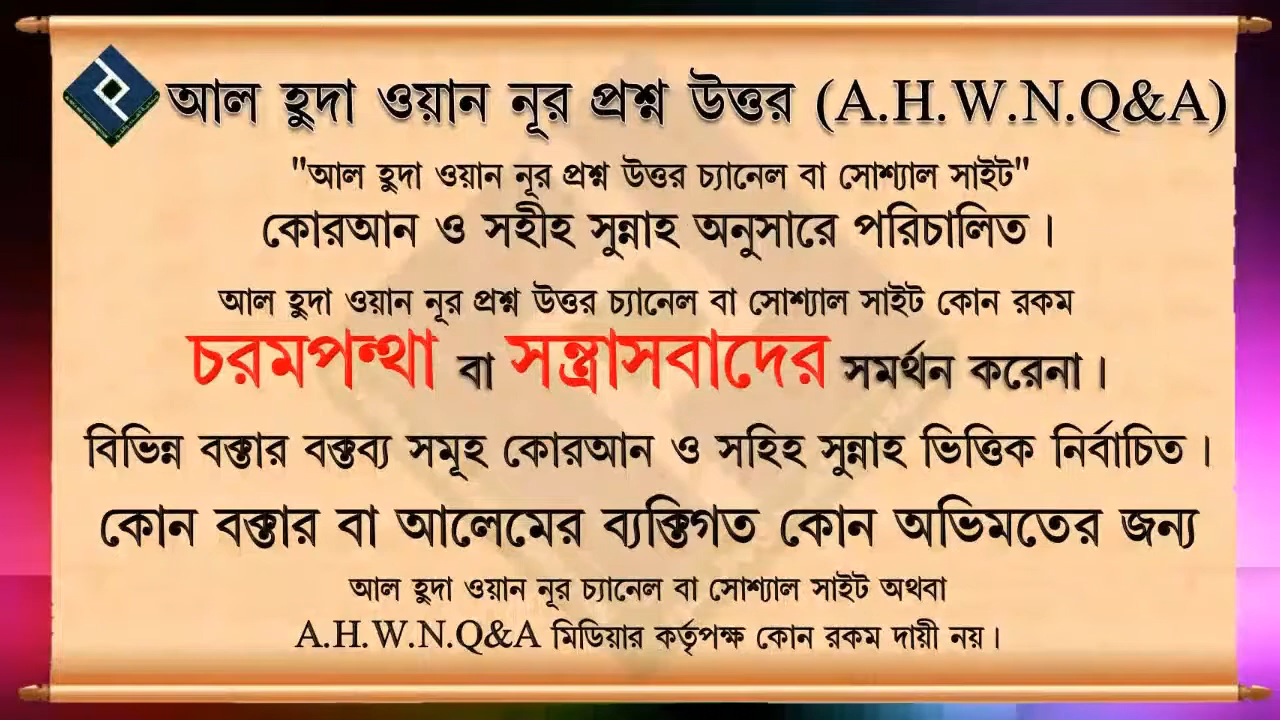 আল হুদা ওয়ান নূর প্রশ্ন উত্তর (A.H.W.N.Q&A)
"আল হুদা ওয়ান নূর প্রশ্ন উত্তর চ্যানেল বা সোশ্যাল সাইট"
কোরআন ও সহীহ সুন্নাহ অনুসারে পরিচালিত।
আল হুদা ওয়ান নূর প্রশ্ন উত্তর চ্যানেল বা সোশ্যাল সাইট কোন রকম
চরমপন্থা বা সন্ত্রাসবাদের সমর্থন করেনা।
বিভিন্ন বক্তার বক্তব্য সমূহ কোরআন ও সহিহ সুন্নাহ ভিত্তিক নির্বাচিত।
কোন বক্তার বা আলেমের ব্যক্তিগত কোন অভিমতের জন্য
আল হুদা ওয়ান নূর চ্যানেল বা সোশ্যাল সাইট অথবা
A.H.W.N.Q&A মিডিয়ার কর্তৃপক্ষ কোন রকম দায়ী নয়।